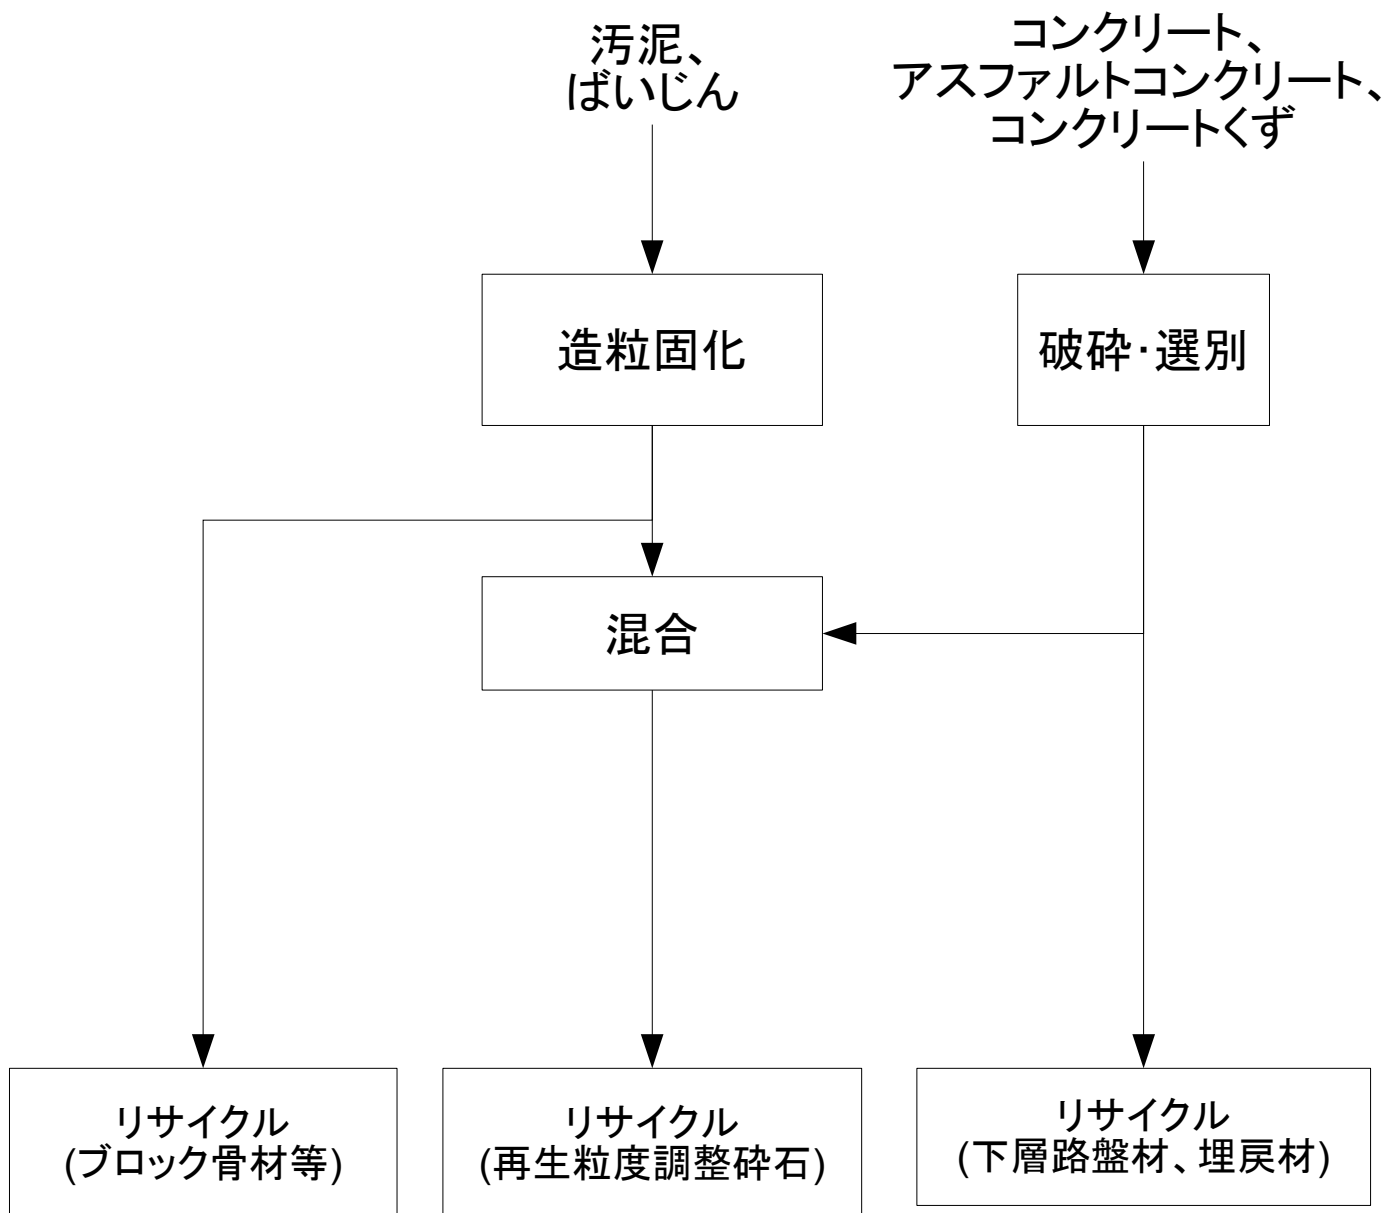 汚泥、
ばいじん
コンクリート、
アスファルトコンクリート、
コンクリートくず
造粒固化
破砕・選別
混合
リサイクル
(ブロック骨材等)
リサイクル
(再生粒度調整砕石)
リサイクル
(下層路盤材、埋戻材)